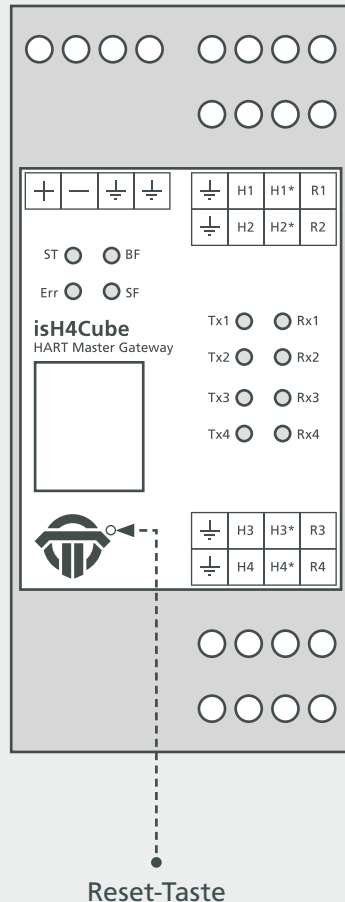 + − ⏚ ⏚ ⏚ H1 H1* R1
⏚ H2 H2* R2
ST BF
Err SF
isH4Cube
HART Master Gateway
Tx1 Rx1
Tx2 Rx2
Tx3 Rx3
Tx4 Rx4
⏚ H3 H3* R3
⏚ H4 H4* R4
Reset-Taste